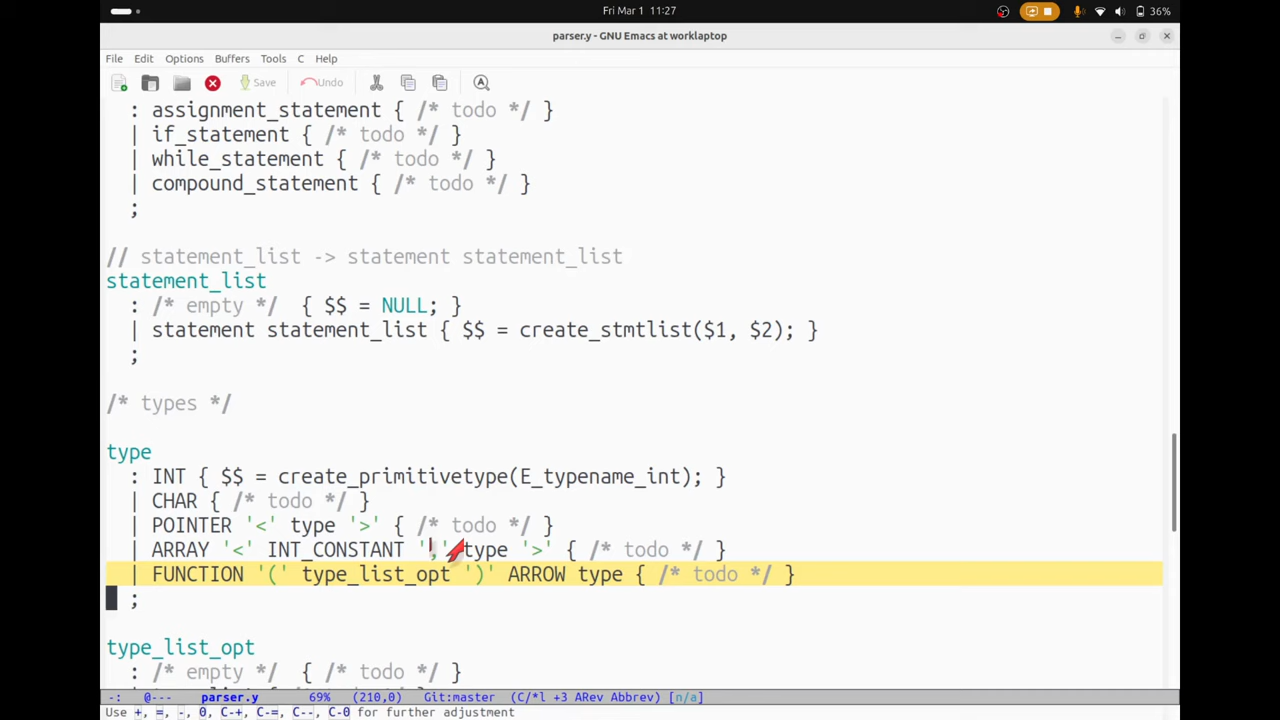 Fri Mar 1 11:27
36%
parser.y - GNU Emacs at worklaptop
File Edit Options Buffers Tools C Help
Save Undo
: assignment_statement { /* todo */ }
| if_statement { /* todo */ }
| while_statement { /* todo */ }
| compound_statement { /* todo */ }
;
// statement_list -> statement statement_list
statement_list
: /* empty */ { $$ = NULL; }
| statement statement_list { $$ = create_stmtlist($1, $2); }
;
/* types */
type
: INT { $$ = create_primitivetype(E_typename_int); }
| CHAR { /* todo */ }
| POINTER '<' type '>' { /* todo */ }
| ARRAY '<' INT_CONSTANT ',' type '>' { /* todo */ }
| FUNCTION '(' type_list_opt ')' ARROW type { /* todo */ }
;
type_list_opt
: /* empty */ { /* todo */ }
-: @--- parser.y 69% (210,0) Git:master (C/*l +3 ARev Abbrev) [n/a]
Use +, =, -, 0, C-+, C-=, C--, C-0 for further adjustment